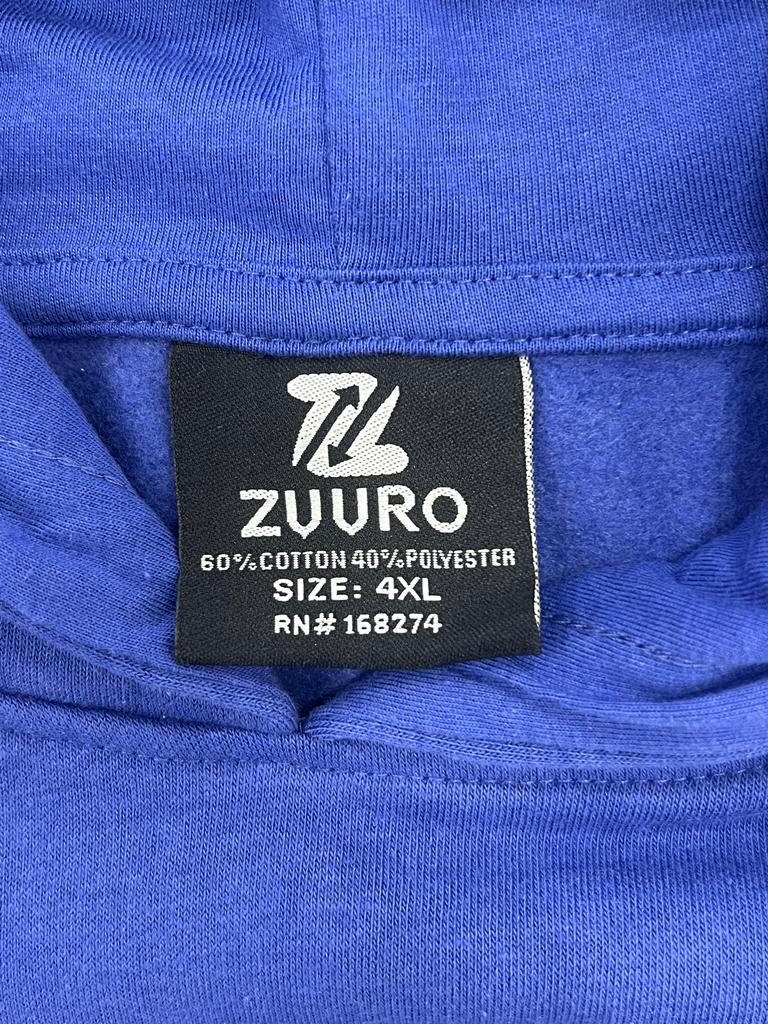 ZUURO
60% COTTON 40% POLYESTER
SIZE: 4XL
RN# 168274